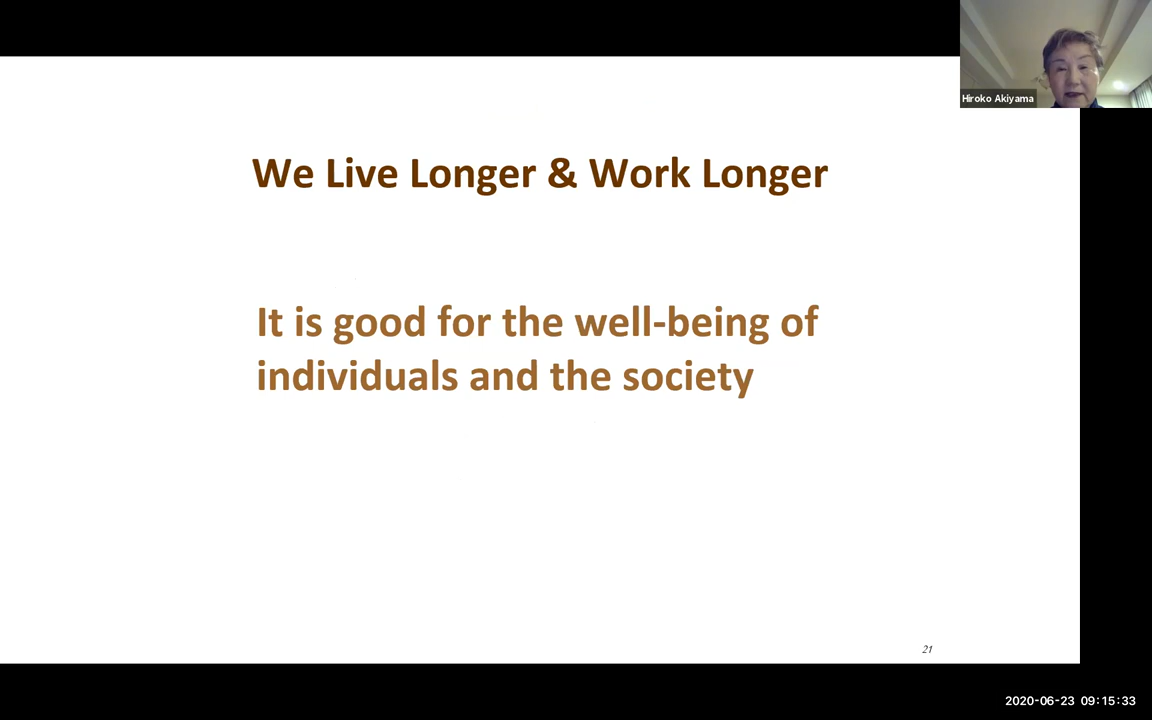 Hiroko Akiyama
We Live Longer & Work Longer
It is good for the well-being of
individuals and the society
21
2020-06-23 09:15:33